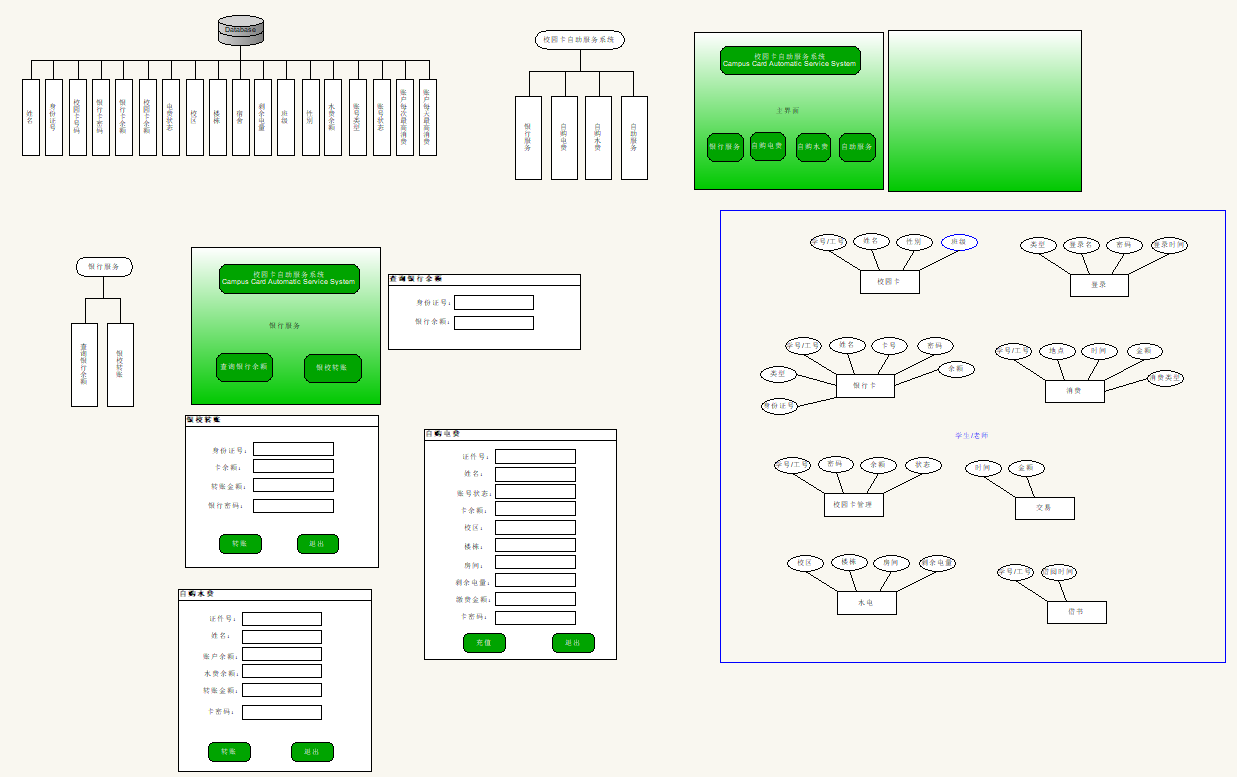 Database
姓名
身份证号
校园卡号码
银行卡密码
银行卡余额
校园卡余额
电费状态
校区
楼栋
宿舍
剩余电量
班级
性别
水费余额
账号类型
账号状态
账户每次最高消费
账户每天最高消费
校园卡自助服务系统
银行服务
自购电费
自购水费
自助服务
校园卡自助服务系统
Campus Card Automatic Service System
主界面
银行服务
自购电费
自购水费
自助服务
银行服务
查询银行余额
银校转账
校园卡自助服务系统
Campus Card Automatic Service System
银行服务
查询银行余额
银校转账
查询银行余额
身份证号：
银行余额：
银校转账
身份证号：
卡余额：
转账金额：
银行密码：
转账
退出
自购电费
证件号：
姓名：
账号状态：
卡余额：
校区：
楼栋：
房间：
剩余电量：
缴费金额：
卡密码：
充值
退出
自购水费
证件号：
姓名：
账户余额：
水费余额：
转账金额：
卡密码：
转账
退出
学号/工号
姓名
性别
班级
校园卡
类型
登录名
密码
登录时间
登录
学号/工号
姓名
卡号
密码
余额
类型
身份证号
银行卡
学号/工号
地点
时间
金额
消费类型
消费
学生/老师
学号/工号
密码
余额
状态
校园卡管理
时间
金额
交易
校区
楼栋
房间
剩余电量
水电
学号/工号
借阅时间
借书